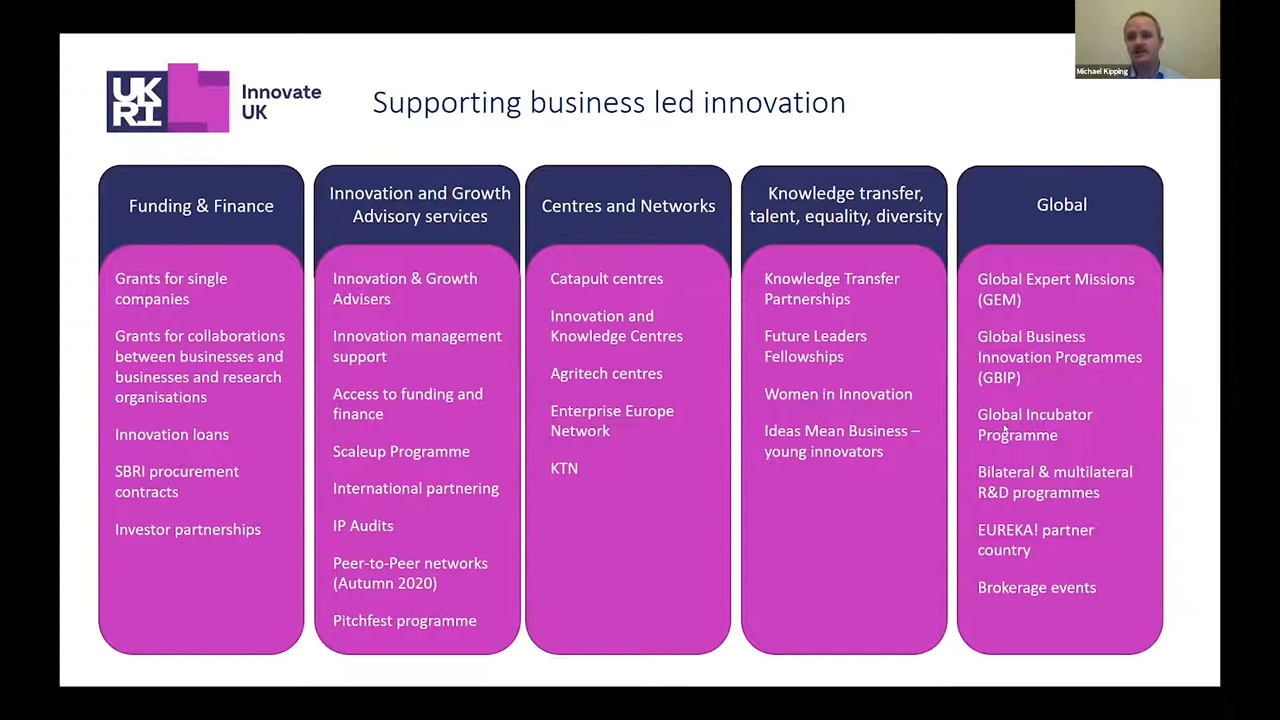 UK
RI
Innovate
UK
Supporting business led innovation
Michael Kipping
Funding & Finance
Grants for single
companies
Grants for collaborations
between businesses and
businesses and research
organisations
Innovation loans
SBRI procurement
contracts
Investor partnerships
Innovation and Growth
Advisory services
Innovation & Growth
Advisers
Innovation management
support
Access to funding and
finance
Scaleup Programme
International partnering
IP Audits
Peer-to-Peer networks
(Autumn 2020)
Pitchfest programme
Centres and Networks
Catapult centres
Innovation and
Knowledge Centres
Agritech centres
Enterprise Europe
Network
KTN
Knowledge transfer,
talent, equality, diversity
Knowledge Transfer
Partnerships
Future Leaders
Fellowships
Women in Innovation
Ideas Mean Business –
young innovators
Global
Global Expert Missions
(GEM)
Global Business
Innovation Programmes
(GBIP)
Global Incubator
Programme
Bilateral & multilateral
R&D programmes
EUREKA! partner
country
Brokerage events